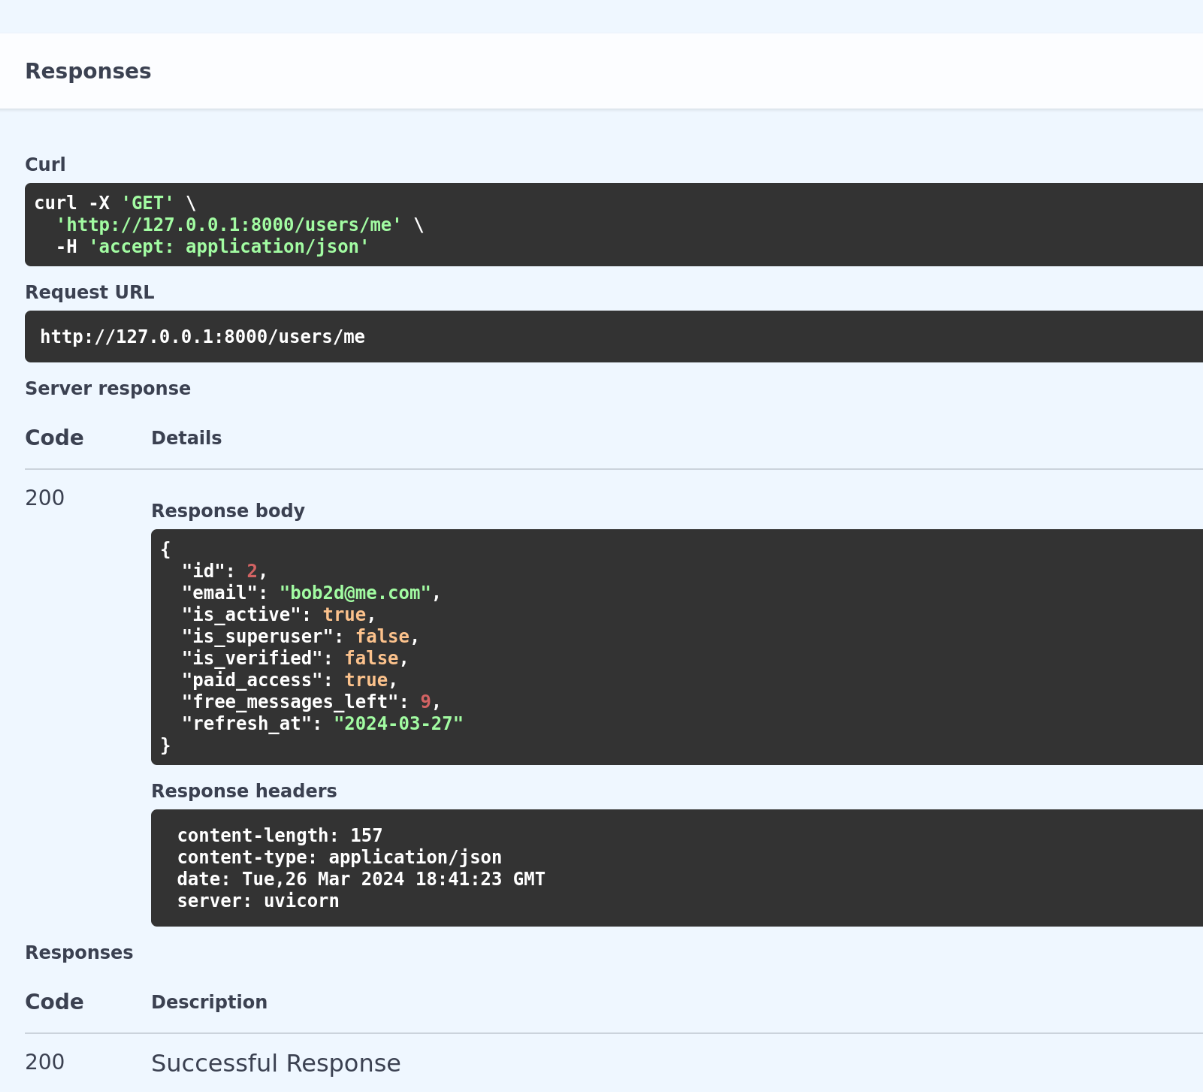 Responses
Curl
curl -X 'GET' \
  'http://127.0.0.1:8000/users/me' \
  -H 'accept: application/json'
Request URL
http://127.0.0.1:8000/users/me
Server response
Code Details
200
Response body
{
  "id": 2,
  "email": "bob2d@me.com",
  "is_active": true,
  "is_superuser": false,
  "is_verified": false,
  "paid_access": true,
  "free_messages_left": 9,
  "refresh_at": "2024-03-27"
}
Response headers
content-length: 157
content-type: application/json
date: Tue,26 Mar 2024 18:41:23 GMT
server: uvicorn
Responses
Code Description
200 Successful Response